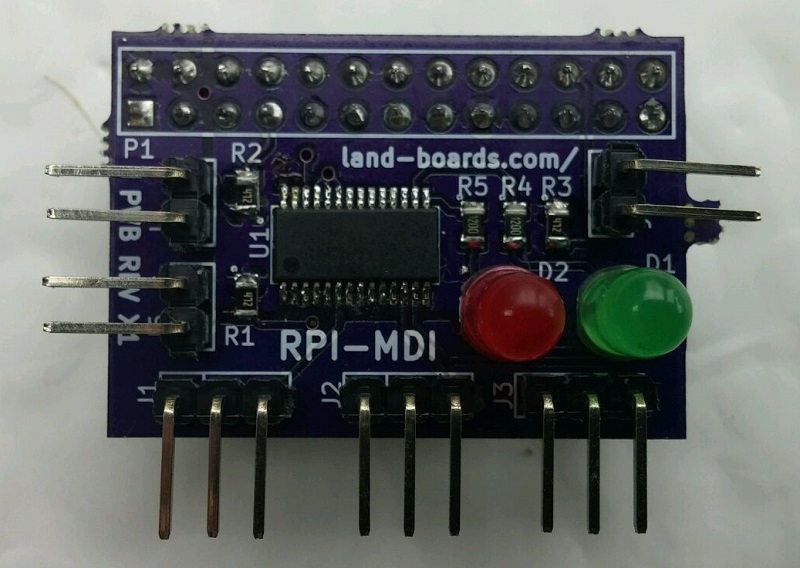 P1
R2
land-boards.com/
R5 R4 R3
PWB REV X1
U1
D2
D1
R1
RPI-MDI
J1
J2
J3